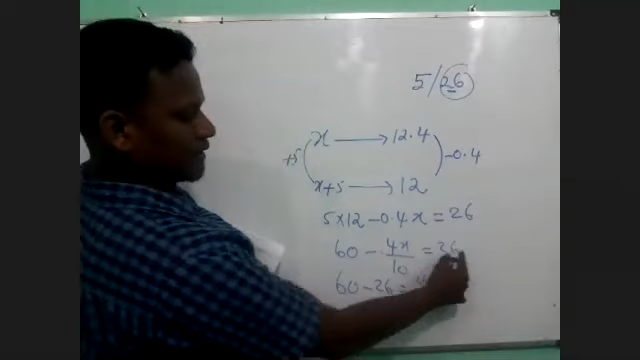 5/26
x → 12.4
+5
-0.4
x+5 → 12
5×12 - 0.4x = 26
60 - 4x/10 = 26
60 - 26 =